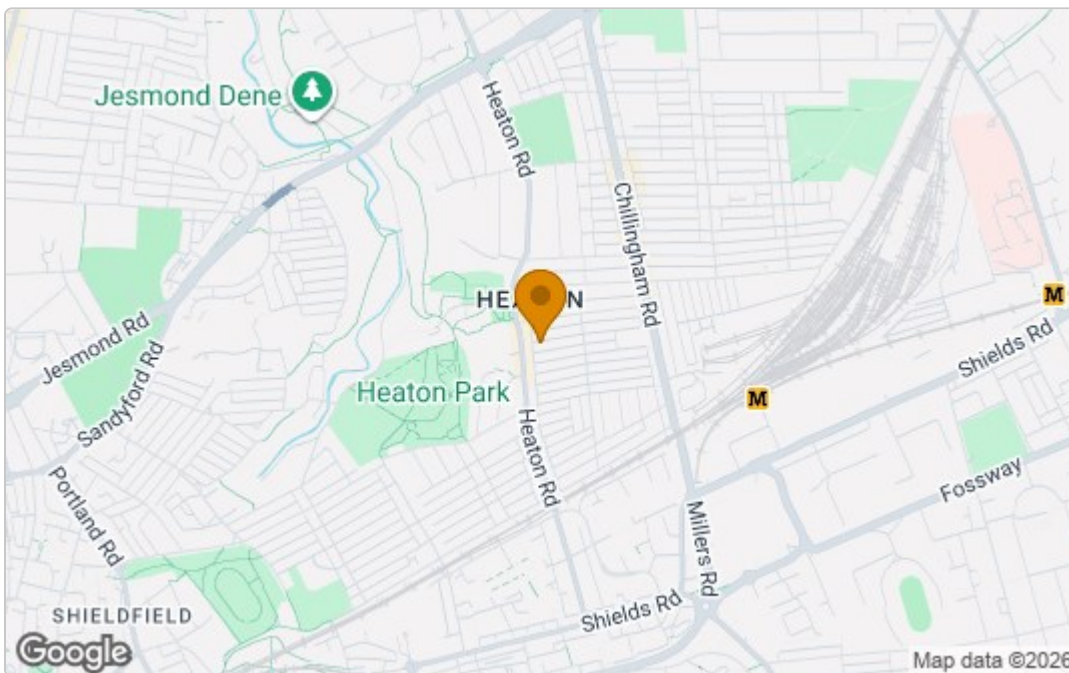 Jesmond Dene
Heaton Rd
Chillingham Rd
HEATON
Heaton Park
Jesmond Rd
Sandyford Rd
Portland Rd
Heaton Rd
M
M
Shields Rd
Fossway
Millers Rd
Shields Rd
SHIELDFIELD
Google
Map data ©2026